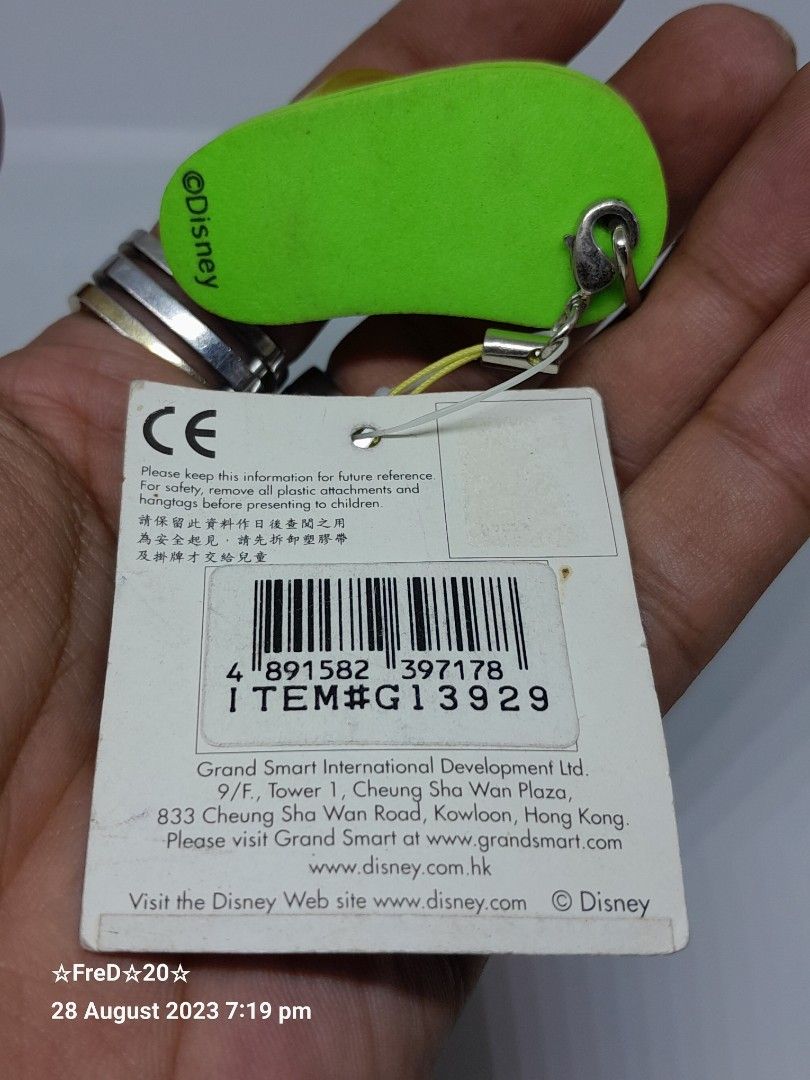 ©Disney
CE
Please keep this information for future reference.
For safety, remove all plastic attachments and
hangtags before presenting to children.
請保留此資料作日後查閱之用
為安全起見，請先拆卸塑膠帶
及掛牌才交給兒童
4 891582 397178
ITEM#G13929
Grand Smart International Development Ltd.
9/F., Tower 1, Cheung Sha Wan Plaza,
833 Cheung Sha Wan Road, Kowloon, Hong Kong.
Please visit Grand Smart at www.grandsmart.com
www.disney.com.hk
Visit the Disney Web site www.disney.com © Disney
☆FreD☆20☆
28 August 2023 7:19 pm